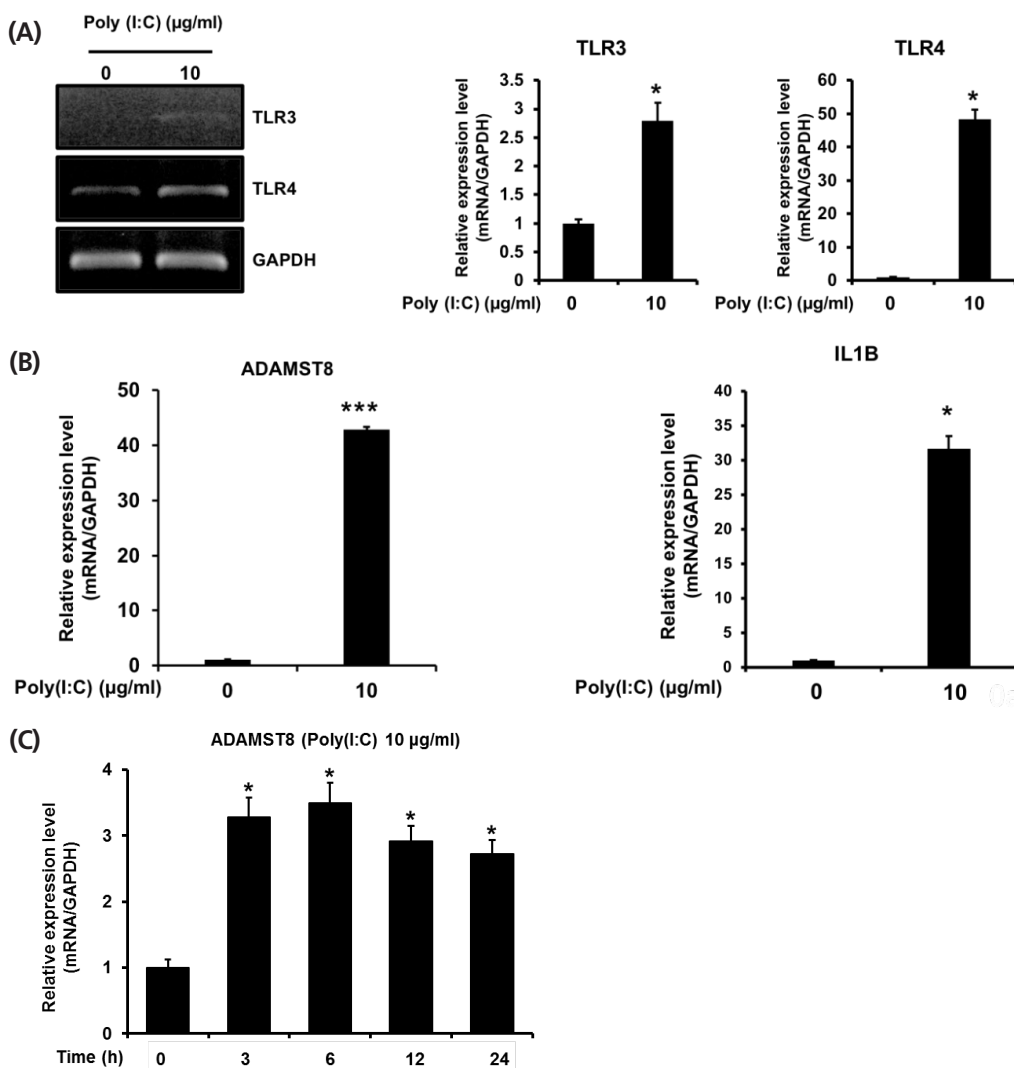 (A)
Poly (I:C) (µg/ml)
0 10
TLR3
TLR4
GAPDH
TLR3
Relative expression level
(mRNA/GAPDH)
3.5
3
2.5
2
1.5
1
0.5
0
*
Poly (I:C) (µg/ml) 0 10
TLR4
Relative expression level
(mRNA/GAPDH)
60
50
40
30
20
10
0
*
Poly (I:C) (µg/ml) 0 10
(B)
ADAMST8
Relative expression level
(mRNA/GAPDH)
50
40
30
20
10
0
***
Poly(I:C) (µg/ml) 0 10
IL1B
Relative expression level
(mRNA/GAPDH)
40
35
30
25
20
15
10
5
0
*
Poly(I:C) (µg/ml) 0 10
(C)
ADAMST8 (Poly(I:C) 10 µg/ml)
Relative expression level
(mRNA/GAPDH)
4
3
2
1
0
* * * *
Time (h) 0 3 6 12 24